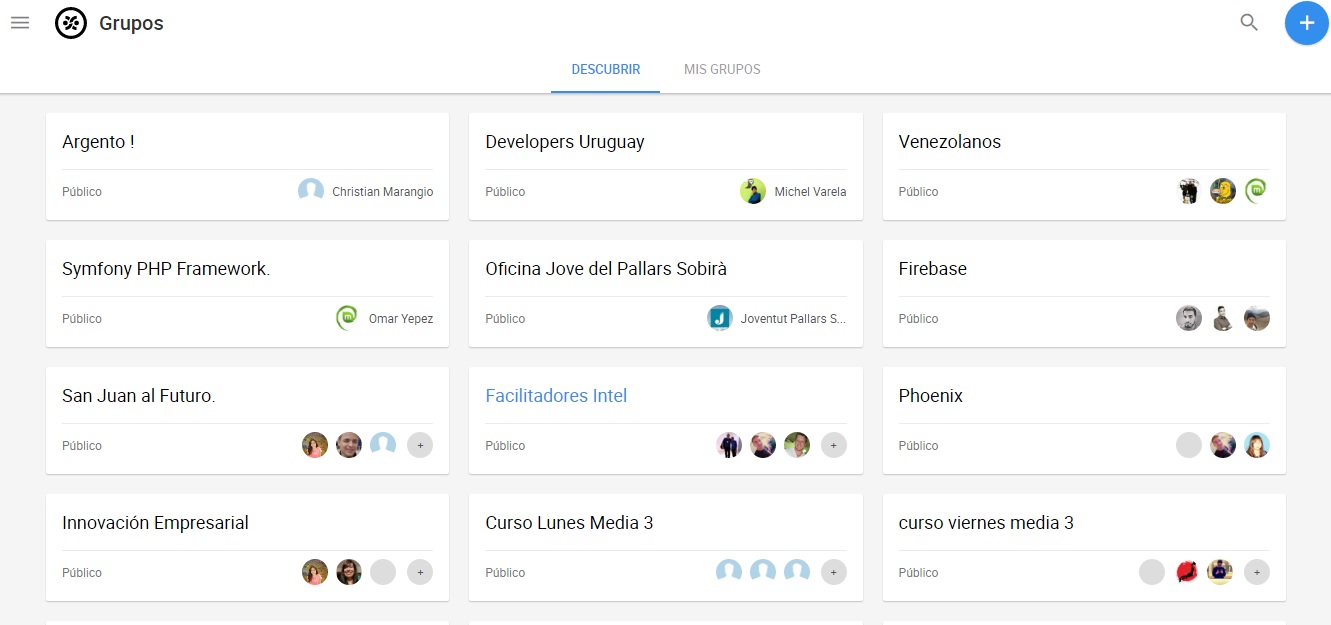 Grupos
DESCUBRIR MIS GRUPOS
Argento ! Developers Uruguay Venezolanos
Público Christian Marangio Público Michel Varela Público
Symfony PHP Framework. Oficina Jove del Pallars Sobirà Firebase
Público Omar Yepez Público Joventut Pallars S... Público
San Juan al Futuro. Facilitadores Intel Phoenix
Público + Público + Público
Innovación Empresarial Curso Lunes Media 3 curso viernes media 3
Público + Público + Público +